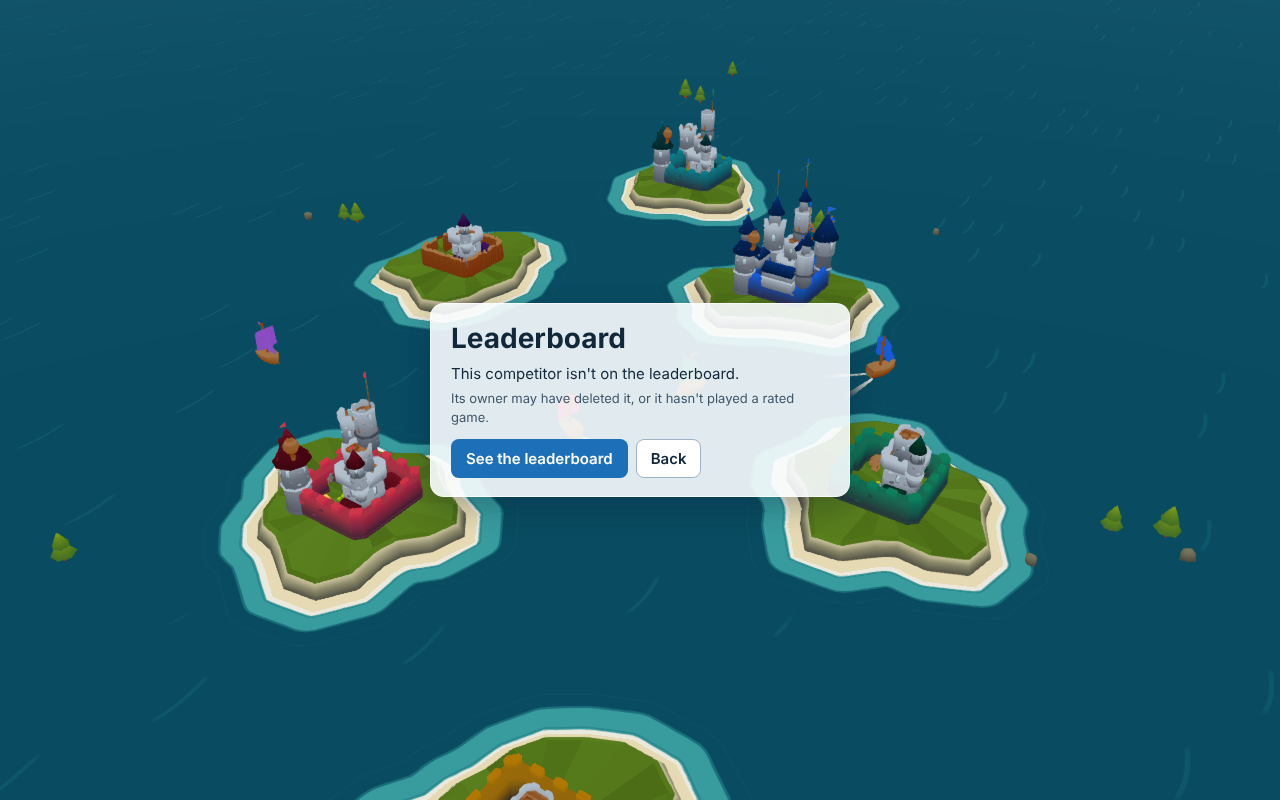 Leaderboard
This competitor isn't on the leaderboard.
Its owner may have deleted it, or it hasn't played a rated
game.
See the leaderboard
Back